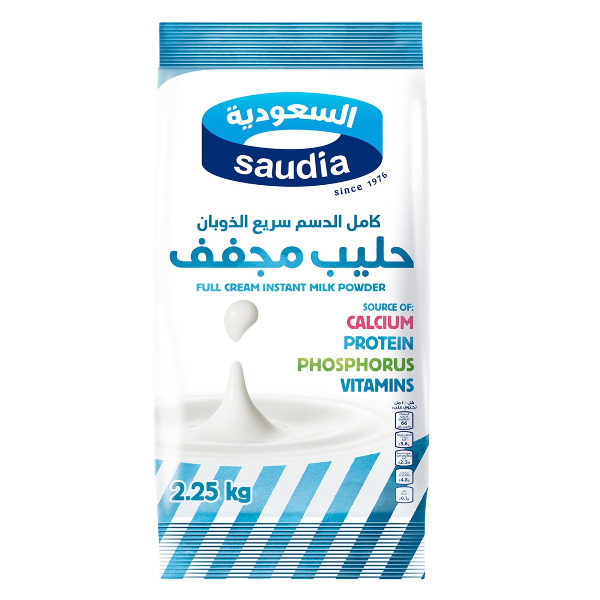 السعودية
saudia
since 1976
كامل الدسم سريع الذوبان
حليب مجفف
FULL CREAM INSTANT MILK POWDER
SOURCE OF:
CALCIUM
PROTEIN
PHOSPHORUS
VITAMINS
66
2.25 kg